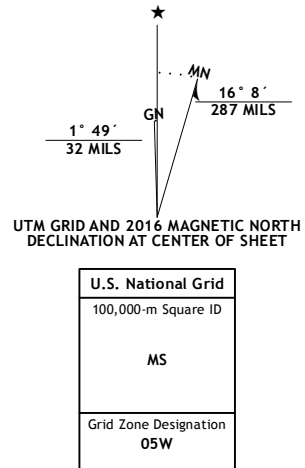 ★
MN
GN
16° 8´
287 MILS
1° 49´
32 MILS
UTM GRID AND 2016 MAGNETIC NORTH
DECLINATION AT CENTER OF SHEET
U.S. National Grid
100,000-m Square ID
MS
Grid Zone Designation
05W